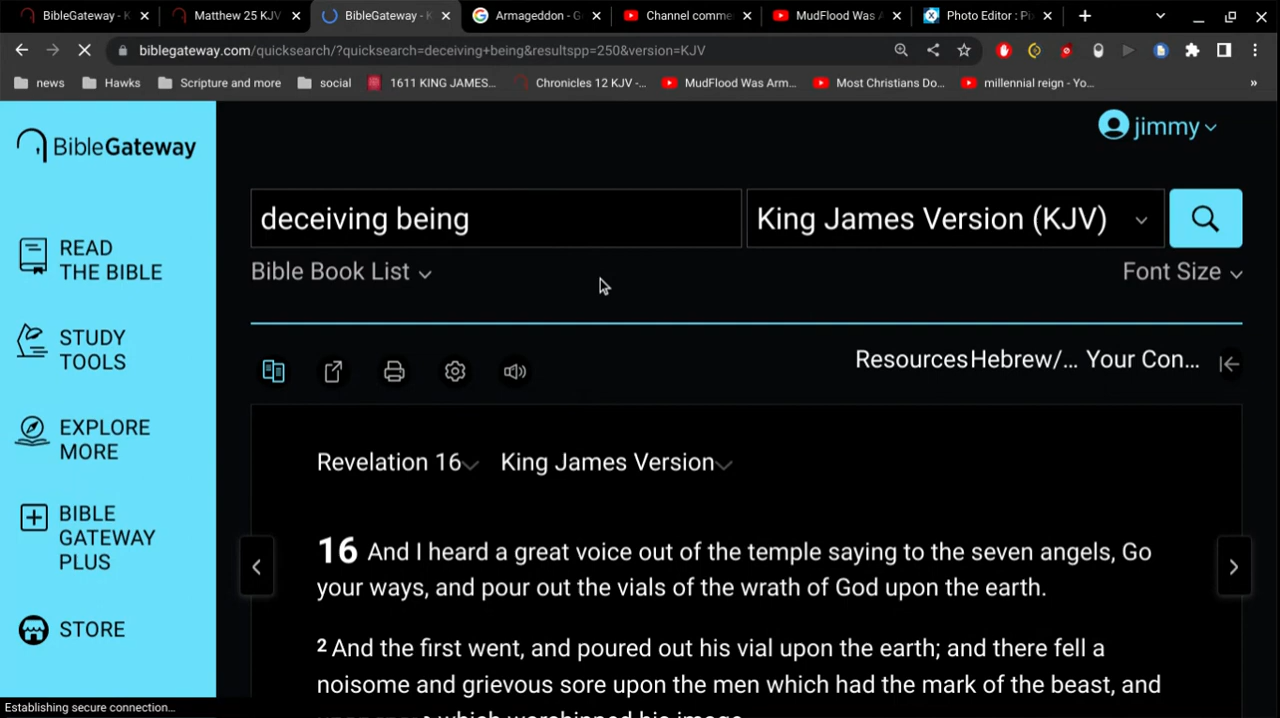 BibleGateway - K
Matthew 25 KJV
BibleGateway - K
Armageddon - G
Channel comme
MudFlood Was A
Photo Editor : Pi
biblegateway.com/quicksearch/?quicksearch=deceiving+being&resultspp=250&version=KJV
news
Hawks
Scripture and more
social
1611 KING JAMES...
Chronicles 12 KJV -...
MudFlood Was Arm...
Most Christians Do...
millennial reign - Yo...
»
BibleGateway
jimmy
deceiving being
King James Version (KJV)
Bible Book List
Font Size
READ
THE BIBLE
STUDY
TOOLS
EXPLORE
MORE
BIBLE
GATEWAY
PLUS
STORE
Resources Hebrew/... Your Con...
Revelation 16
King James Version
16 And I heard a great voice out of the temple saying to the seven angels, Go
your ways, and pour out the vials of the wrath of God upon the earth.
2 And the first went, and poured out his vial upon the earth; and there fell a
noisome and grievous sore upon the men which had the mark of the beast, and
which worshipped his image
Establishing secure connection...